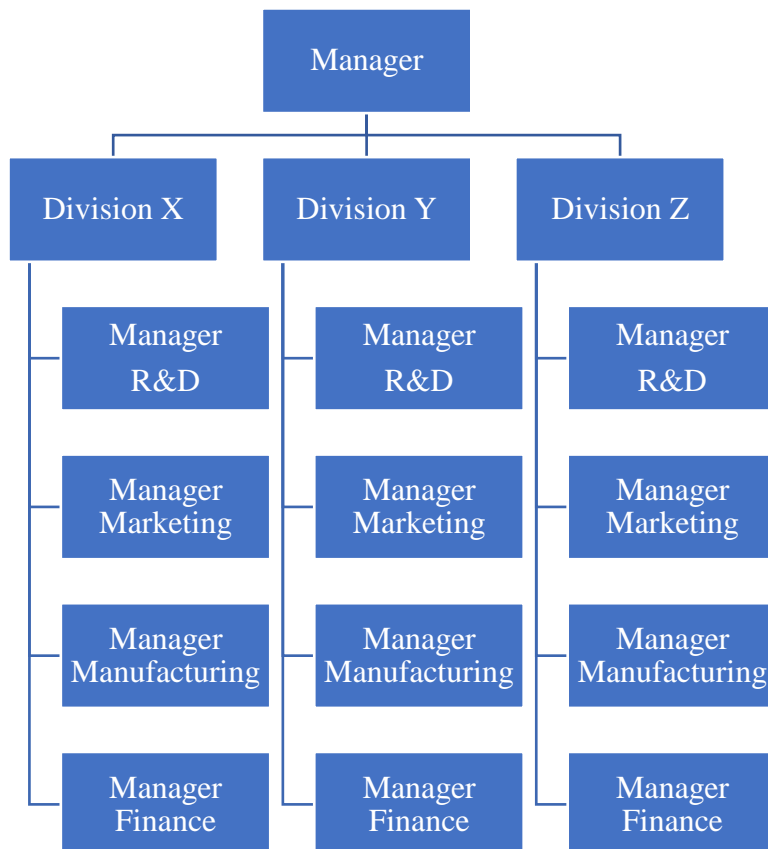 Manager
Division X
Division Y
Division Z
Manager
R&D
Manager
R&D
Manager
R&D
Manager
Marketing
Manager
Marketing
Manager
Marketing
Manager
Manufacturing
Manager
Manufacturing
Manager
Manufacturing
Manager
Finance
Manager
Finance
Manager
Finance